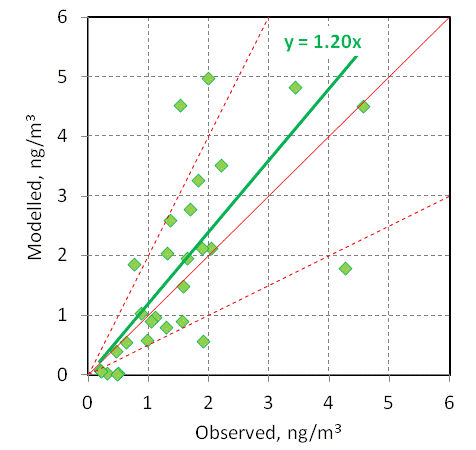 y = 1.20x
6
5
4
3
2
1
0
Modelled, ng/m³
0 1 2 3 4 5 6
Observed, ng/m³